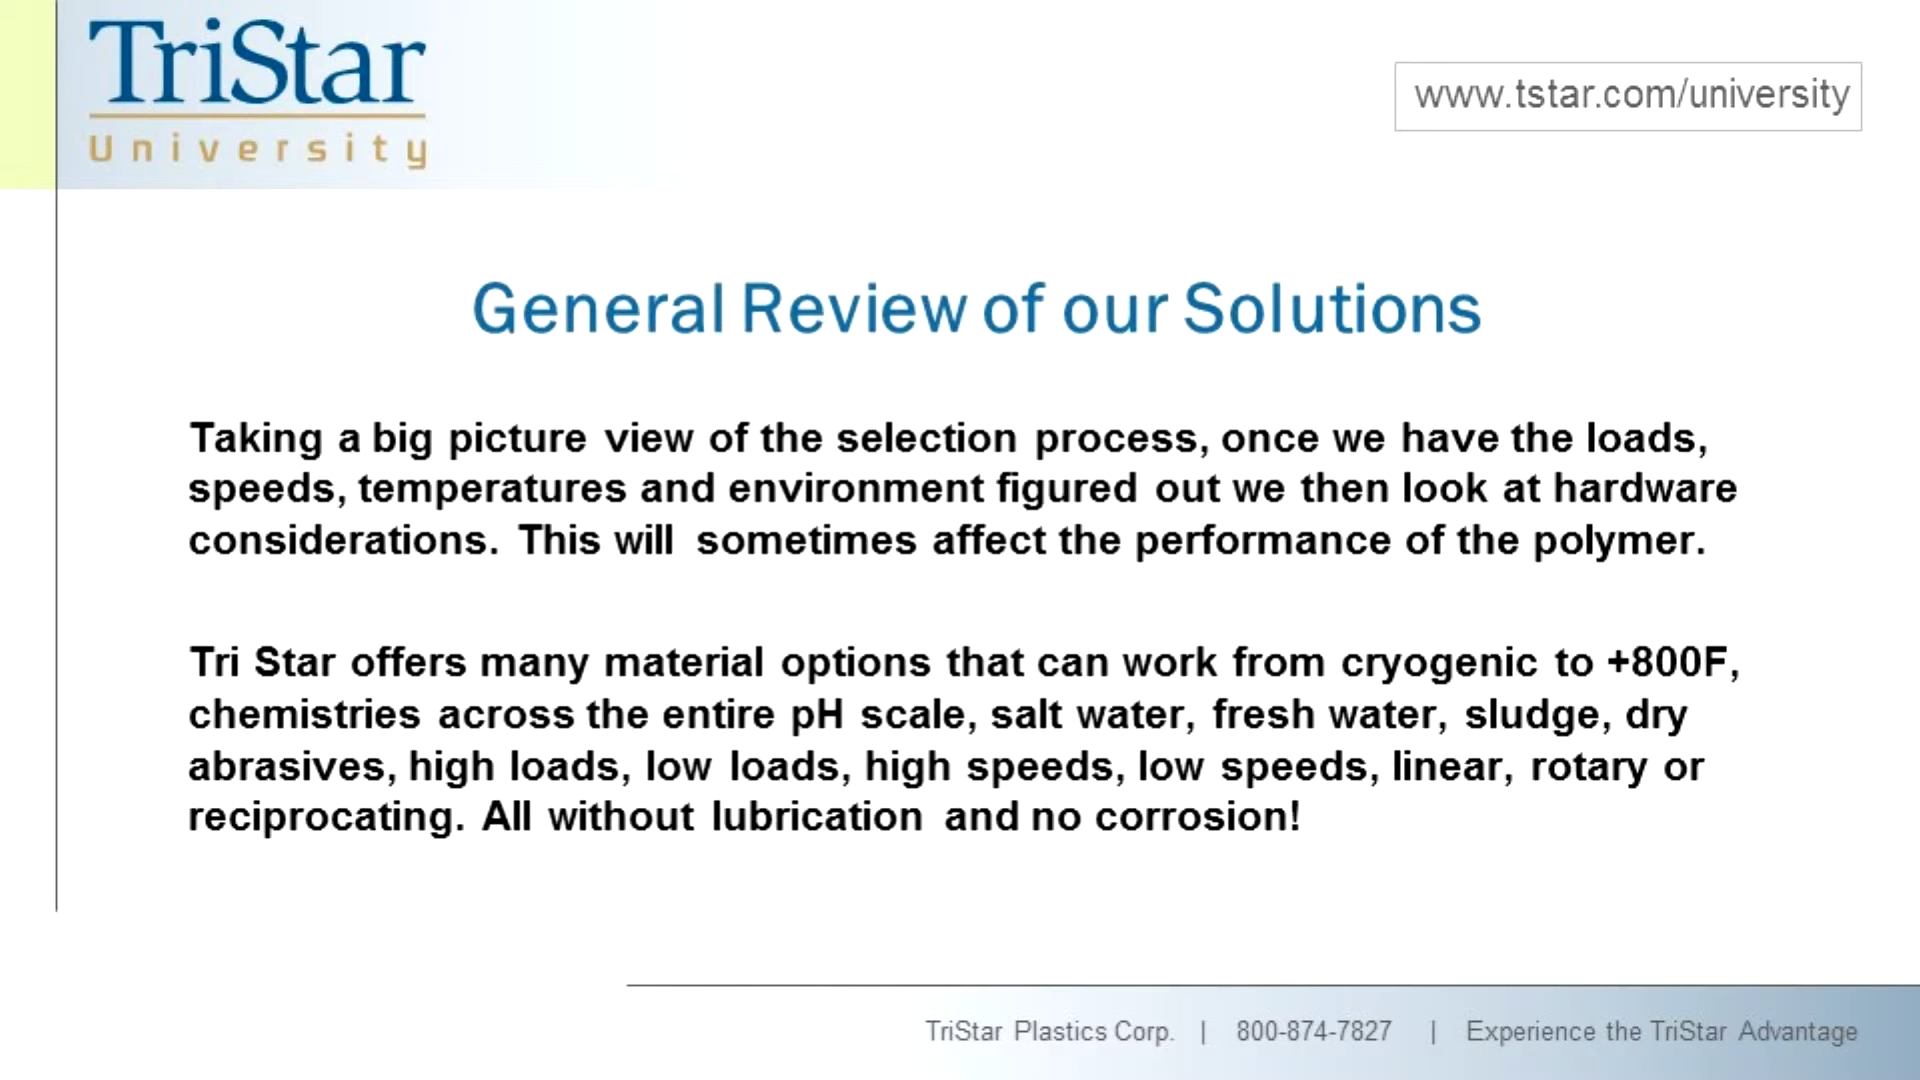 TriStar
University
www.tstar.com/university
General Review of our Solutions
Taking a big picture view of the selection process, once we have the loads,
speeds, temperatures and environment figured out we then look at hardware
considerations. This will sometimes affect the performance of the polymer.
Tri Star offers many material options that can work from cryogenic to +800F,
chemistries across the entire pH scale, salt water, fresh water, sludge, dry
abrasives, high loads, low loads, high speeds, low speeds, linear, rotary or
reciprocating. All without lubrication and no corrosion!
TriStar Plastics Corp. | 800-874-7827 | Experience the TriStar Advantage